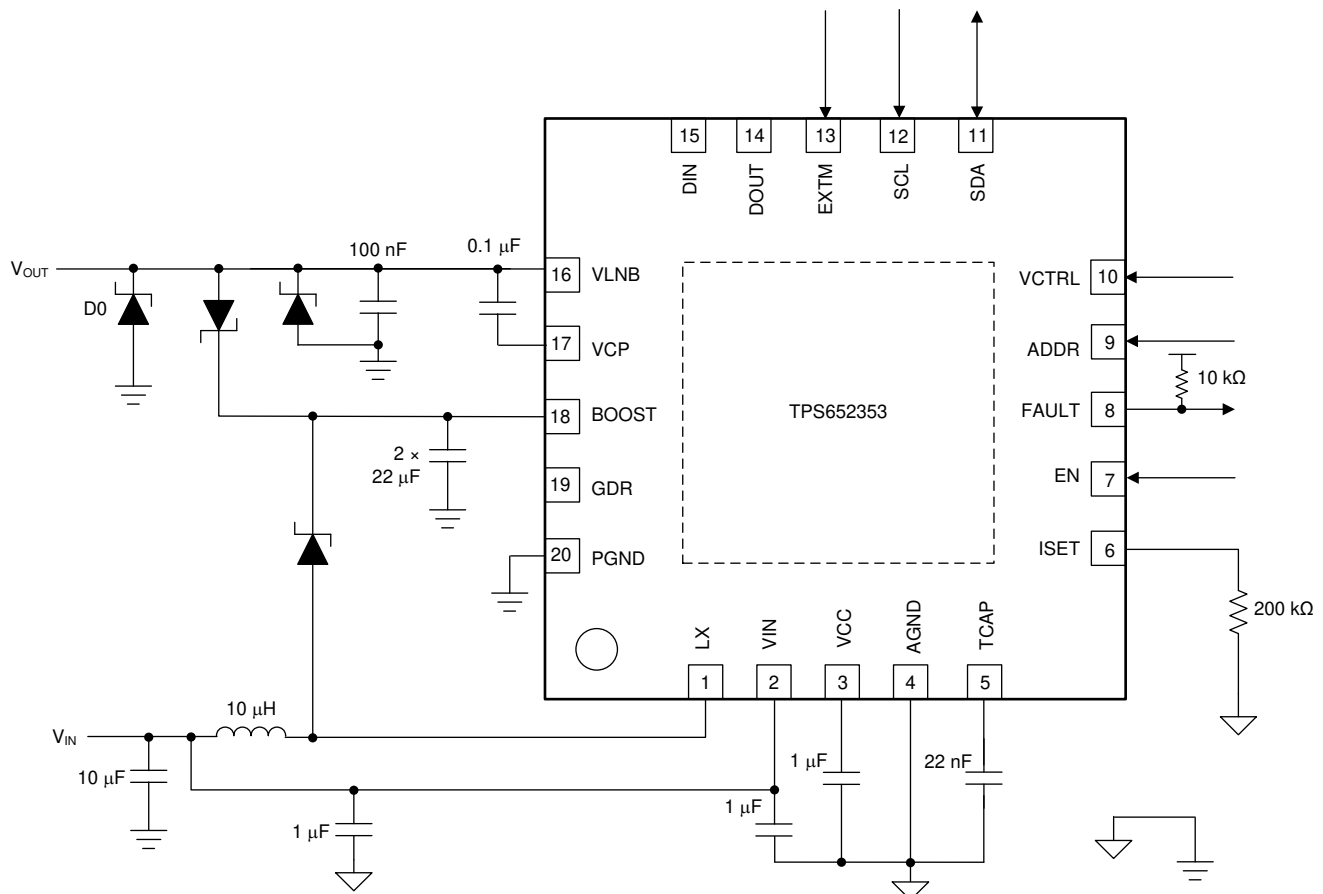 15
14
13
12
11
DIN
DOUT
EXTM
SCL
SDA
100 nF
0.1 μF
VOUT
16
VLNB
VCTRL
10
D0
17
VCP
ADDR
9
10 kΩ
18
BOOST
TPS652353
FAULT
8
2 ×
22 μF
19
GDR
EN
7
20
PGND
ISET
6
200 kΩ
LX
VIN
VCC
AGND
TCAP
1
2
3
4
5
10 μH
VIN
10 μF
1 μF
22 nF
1 μF
1 μF